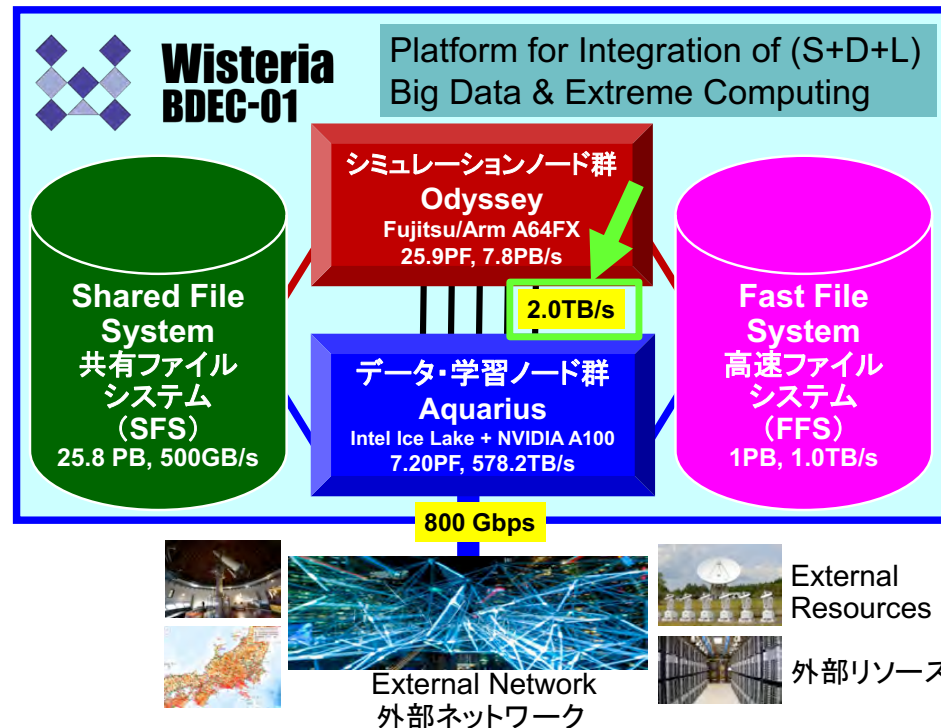 Wisteria
BDEC-01
Platform for Integration of (S+D+L)
Big Data & Extreme Computing
シミュレーションノード群
Odyssey
Fujitsu/Arm A64FX
25.9PF, 7.8PB/s
Shared File
System
共有ファイル
システム
(SFS)
25.8 PB, 500GB/s
2.0TB/s
データ・学習ノード群
Aquarius
Intel Ice Lake + NVIDIA A100
7.20PF, 578.2TB/s
Fast File
System
高速ファイル
システム
(FFS)
1PB, 1.0TB/s
800 Gbps
External
Resources
外部リソース
External Network
外部ネットワーク